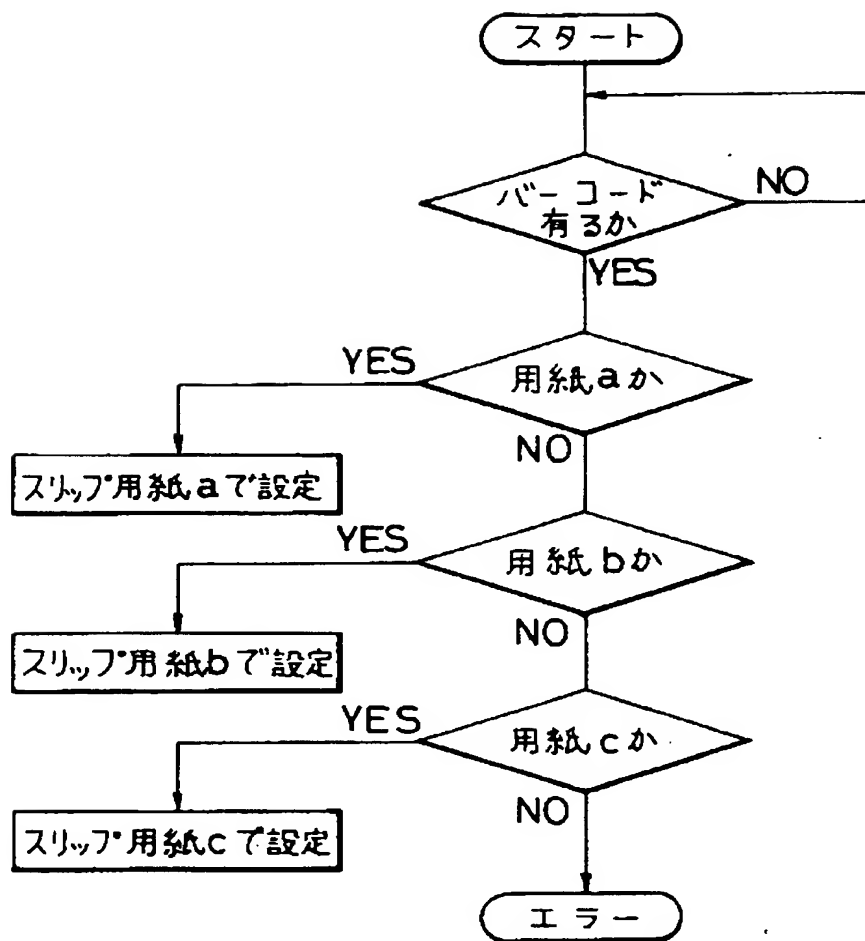 スタート
バーコード
有るか
NO
YES
用紙aか
YES
NO
スリップ用紙aで設定
用紙bか
YES
NO
スリップ用紙bで設定
用紙cか
YES
NO
スリップ用紙cで設定
エラー